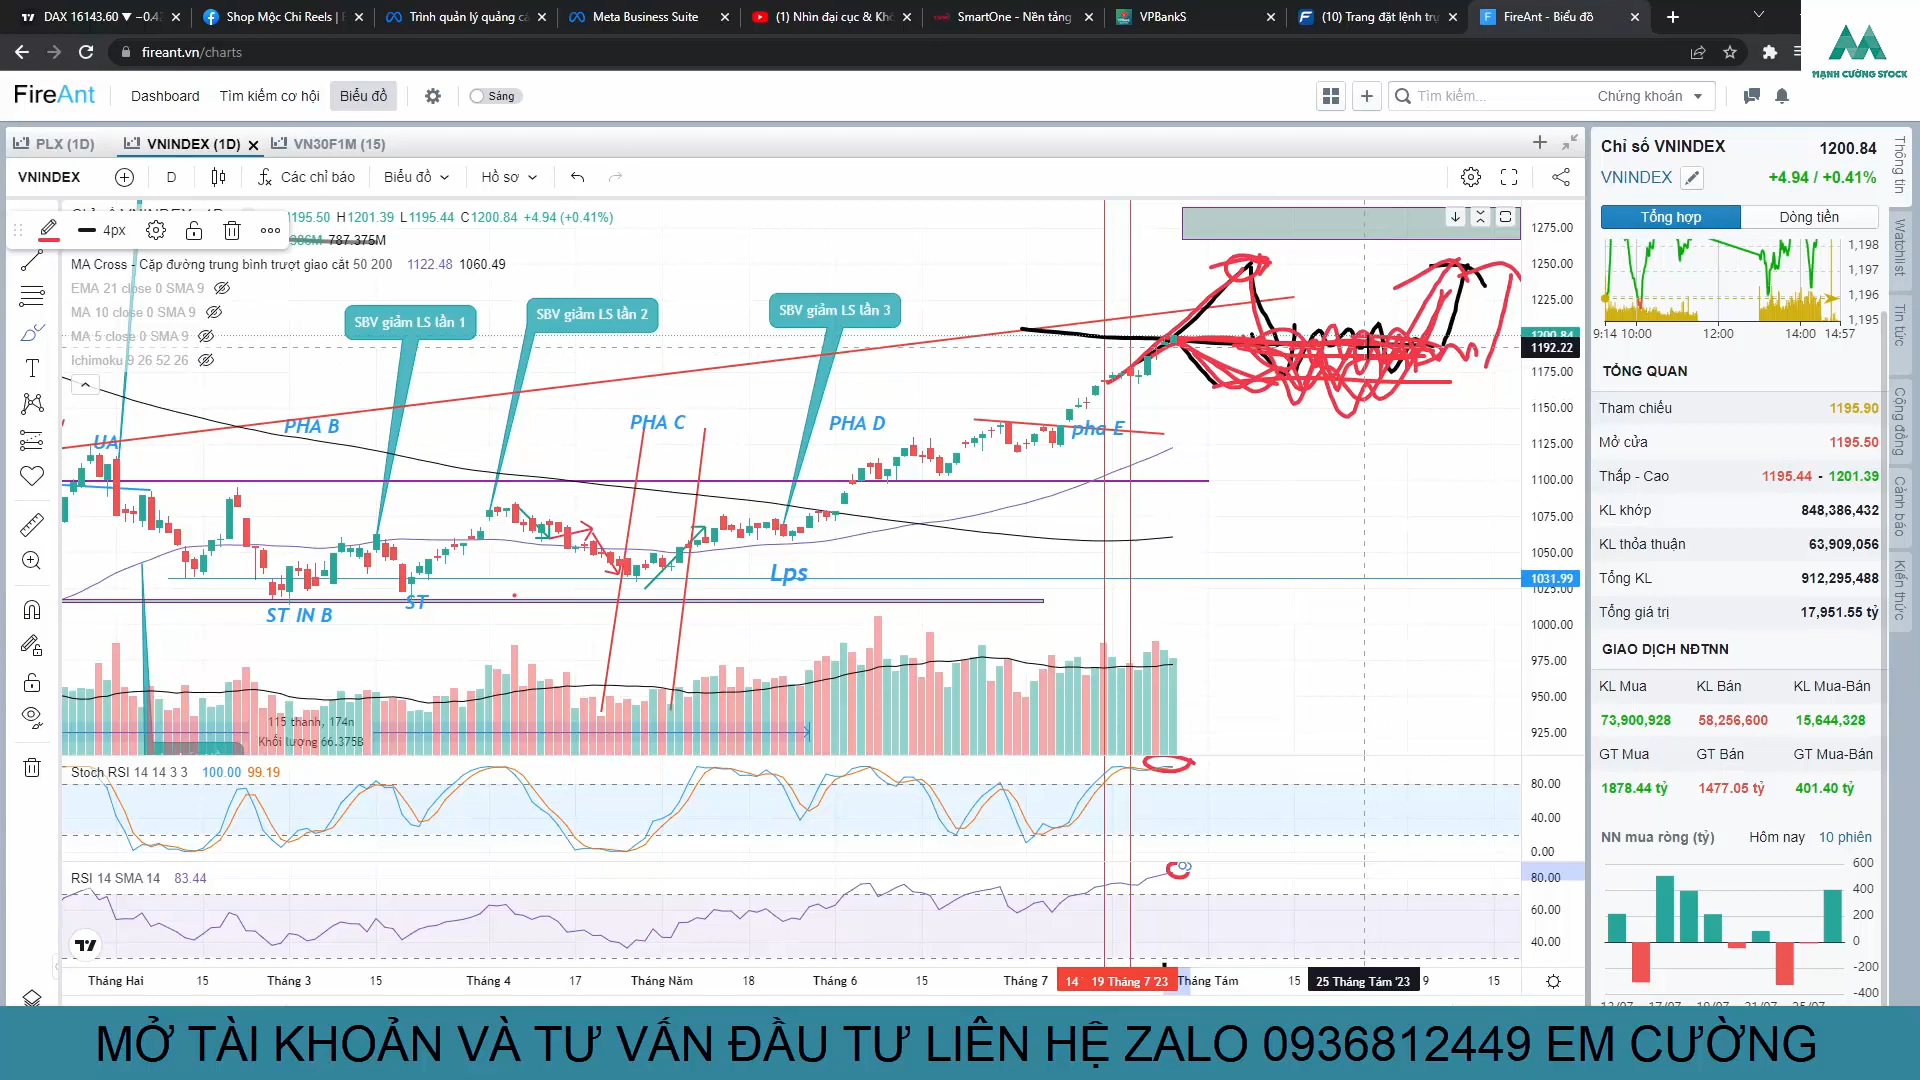 DAX 16143.60 ▼ −0.4
Shop Mộc Chi Reels |
Trình quản lý quảng cá
Meta Business Suite
(1) Nhìn đại cục & Kh
SmartOne - Nền tảng
VPBankS
(10) Trang đặt lệnh trự
FireAnt - Biểu đồ
fireant.vn/charts
MẠNH CƯỜNG STOCK
FireAnt
Dashboard
Tìm kiếm cơ hội
Biểu đồ
Sáng
Tìm kiếm...
Chứng khoán
PLX (1D)
VNINDEX (1D)
VN30F1M (15)
VNINDEX
D
Các chỉ báo
Biểu đồ
Hồ sơ
4px
1195.50 H1201.39 L1195.44 C1200.84 +4.94 (+0.41%)
787.375M
MA Cross - Cặp đường trung bình trượt giao cắt 50 200 1122.48 1060.49
EMA 21 close 0 SMA 9
MA 10 close 0 SMA 9
MA 5 close 0 SMA 9
Ichimoku 9 26 52 26
SBV giảm LS lần 1
SBV giảm LS lần 2
SBV giảm LS lần 3
UA
PHA B
PHA C
PHA D
pha E
ST IN B
ST
Lps
115 thanh, 174n
Khối lượng 66.375B
1275.00
1250.00
1225.00
1200.84
1192.22
1175.00
1150.00
1125.00
1100.00
1075.00
1050.00
1031.99
1025.00
1000.00
975.00
950.00
925.00
Stoch RSI 14 14 3 3 100.00 99.19
80.00
40.00
0.00
RSI 14 SMA 14 83.44
80.00
60.00
40.00
Tháng Hai
15
Tháng 3
15
Tháng 4
17
Tháng Năm
18
Tháng 6
15
Tháng 7
14
19 Tháng 7 '23
Tháng Tám
15
25 Tháng Tám '23
9
15
Chỉ số VNINDEX 1200.84
VNINDEX +4.94 / +0.41%
Tổng hợp
Dòng tiền
1,198
1,197
1,196
1,195
9:14 10:00 12:00 14:00 14:57
TỔNG QUAN
Tham chiếu 1195.90
Mở cửa 1195.50
Thấp - Cao 1195.44 - 1201.39
KL khớp 848,386,432
KL thỏa thuận 63,909,056
Tổng KL 912,295,488
Tổng giá trị 17,951.55 tỷ
GIAO DỊCH NĐTNN
KL Mua KL Bán KL Mua-Bán
73,900,928 58,256,600 15,644,328
GT Mua GT Bán GT Mua-Bán
1878.44 tỷ 1477.05 tỷ 401.40 tỷ
NN mua ròng (tỷ) Hôm nay 10 phiên
600
400
200
0
-200
-400
Thông tin
Watchlist
Tin tức
Cộng đồng
Cảnh báo
Kiến thức
MỞ TÀI KHOẢN VÀ TƯ VẤN ĐẦU TƯ LIÊN HỆ ZALO 0936812449 EM CƯỜNG